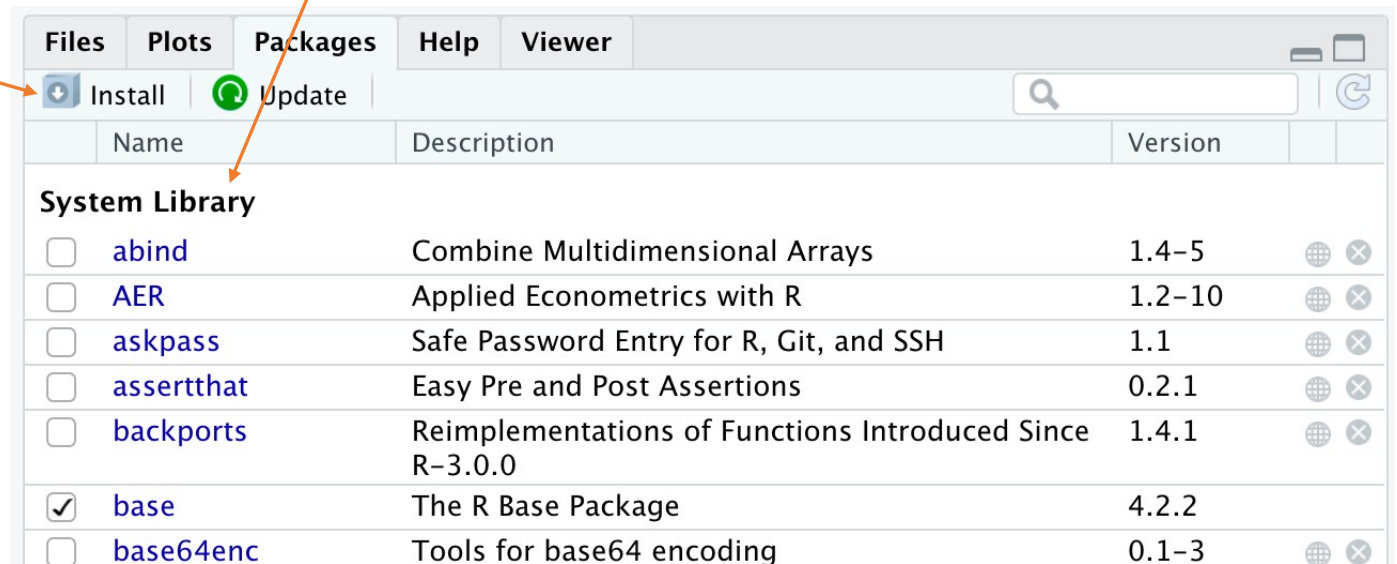 Files Plots Packages Help Viewer
Install Update
Name Description Version
System Library
abind Combine Multidimensional Arrays 1.4-5
AER Applied Econometrics with R 1.2-10
askpass Safe Password Entry for R, Git, and SSH 1.1
assertthat Easy Pre and Post Assertions 0.2.1
backports Reimplementations of Functions Introduced Since 1.4.1
R-3.0.0
base The R Base Package 4.2.2
base64enc Tools for base64 encoding 0.1-3